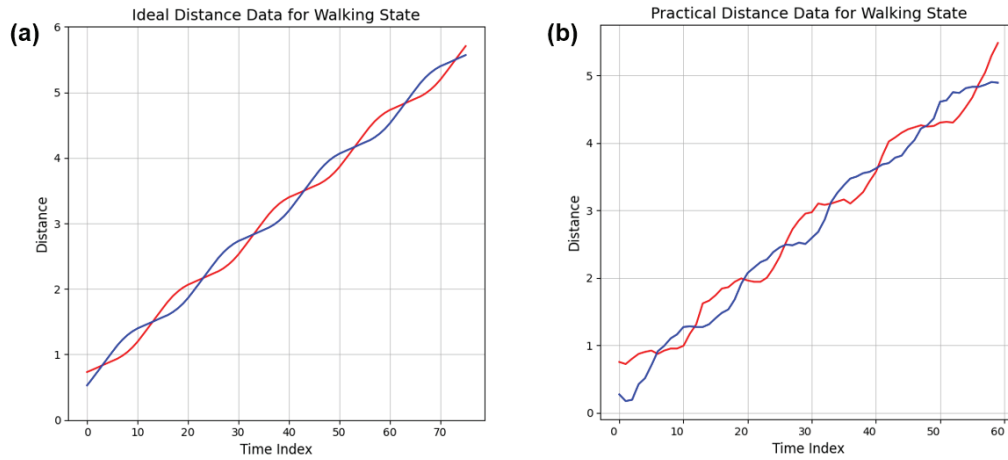 (a)
Ideal Distance Data for Walking State
6
5
4
3
2
1
0
Distance
0 10 20 30 40 50 60 70
Time Index
(b)
Practical Distance Data for Walking State
5
4
3
2
1
0
Distance
0 10 20 30 40 50 60
Time Index